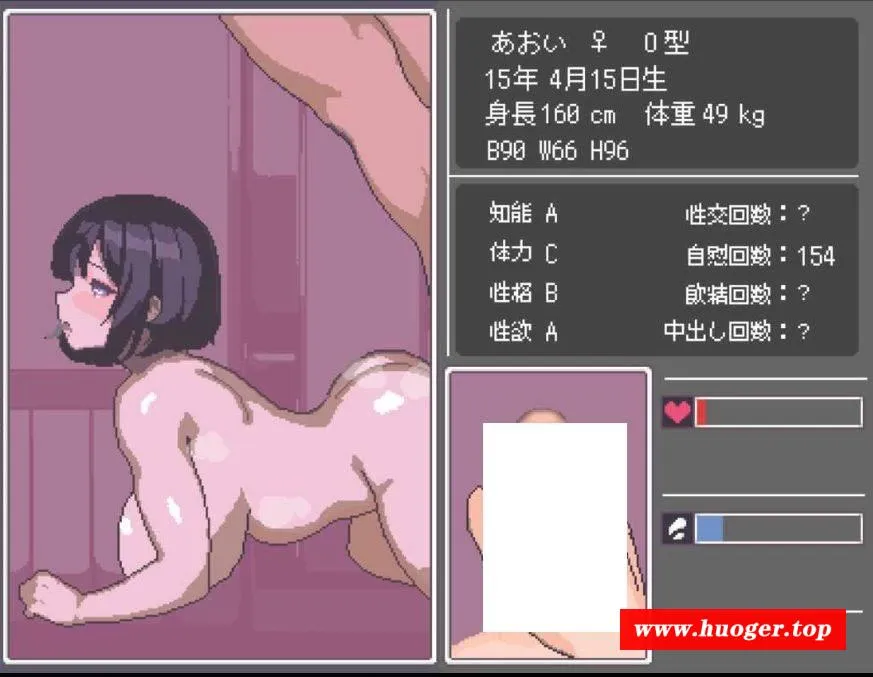 あおい ♀ O型
15年 4月15日生
身長160 cm 体重49 kg
B90 W66 H96
知能 A 性交回数：?
体力 C 自慰回数：154
性格 B 回数：?
性欲 A 中出し回数：?
www.huoger.top